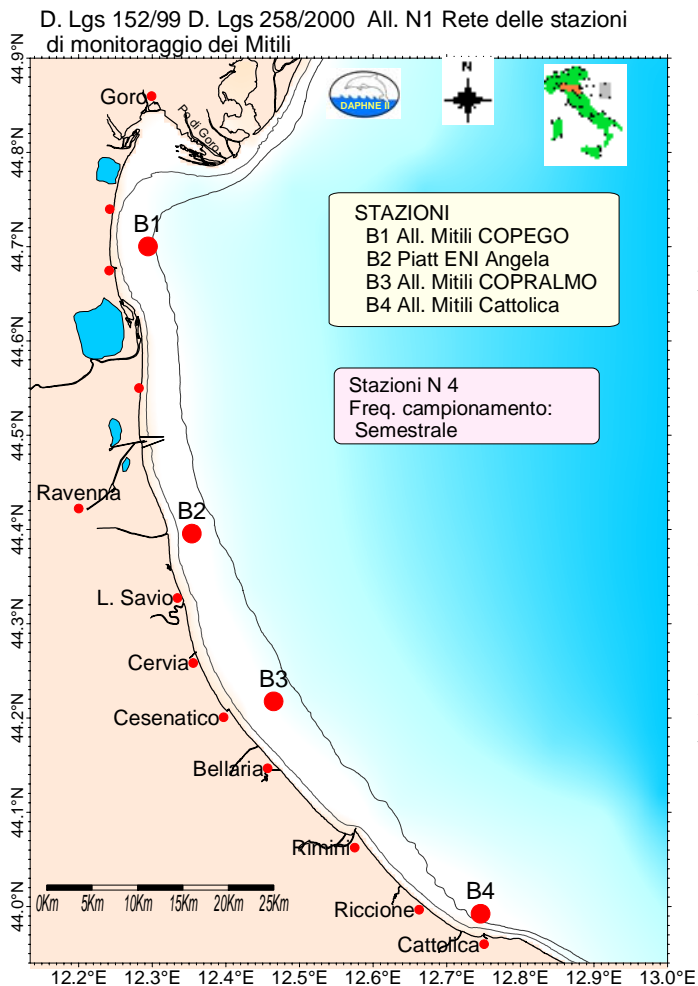 D. Lgs 152/99 D. Lgs 258/2000 All. N1 Rete delle stazioni
di monitoraggio dei Mitili
44.9°N
44.8°N
44.7°N
44.6°N
44.5°N
44.4°N
44.3°N
44.2°N
44.1°N
44.0°N
Goro
Po di Goro
DAPHNE II
N
B1
STAZIONI
B1 All. Mitili COPEGO
B2 Piatt ENI Angela
B3 All. Mitili COPRALMO
B4 All. Mitili Cattolica
Stazioni N 4
Freq. campionamento:
Semestrale
Ravenna
B2
L. Savio
Cervia
B3
Cesenatico
Bellaria
Rimini
B4
Riccione
Cattolica
0Km 5Km 10Km 15Km 20Km 25Km
12.2°E 12.3°E 12.4°E 12.5°E 12.6°E 12.7°E 12.8°E 12.9°E 13.0°E